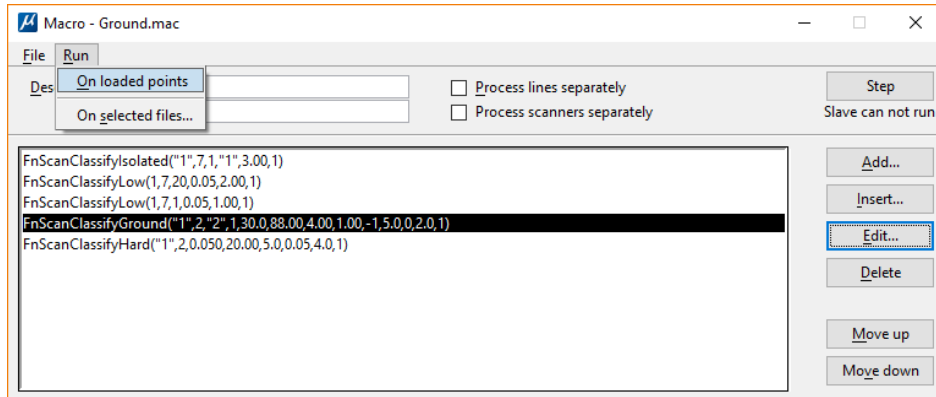 Macro - Ground.mac
File Run
On loaded points
On selected files...
Des
Process lines separately
Process scanners separately
Step
Slave can not run
FnScanClassifyIsolated("1",7,1,"1",3.00,1)
FnScanClassifyLow(1,7,20,0.05,2.00,1)
FnScanClassifyLow(1,7,1,0.05,1.00,1)
FnScanClassifyGround("1",2,"2",1,30.0,88.00,4.00,1.00,-1,5.0,0,2.0,1)
FnScanClassifyHard("1",2,0.050,20.00,5.0,0.05,4.0,1)
Add...
Insert...
Edit...
Delete
Move up
Move down